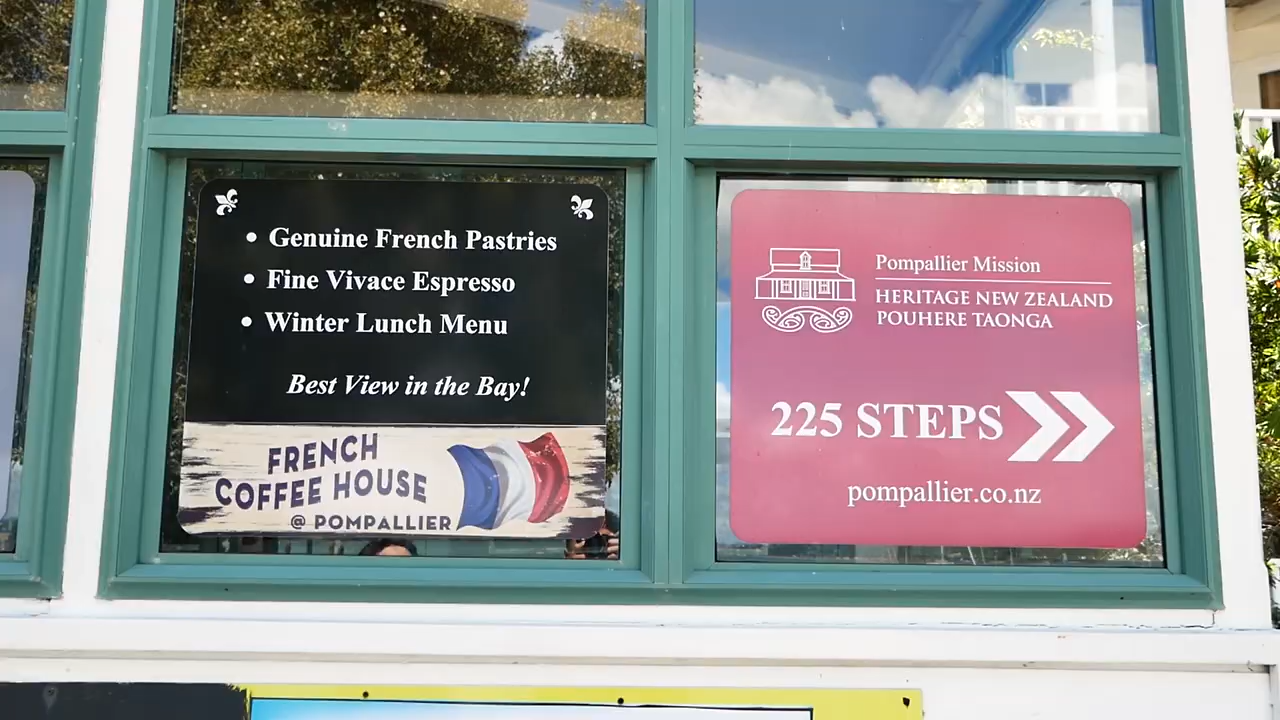 • Genuine French Pastries
• Fine Vivace Espresso
• Winter Lunch Menu
Best View in the Bay!
FRENCH
COFFEE HOUSE
@ POMPALLIER
Pompallier Mission
HERITAGE NEW ZEALAND
POUHERE TAONGA
225 STEPS
pompallier.co.nz